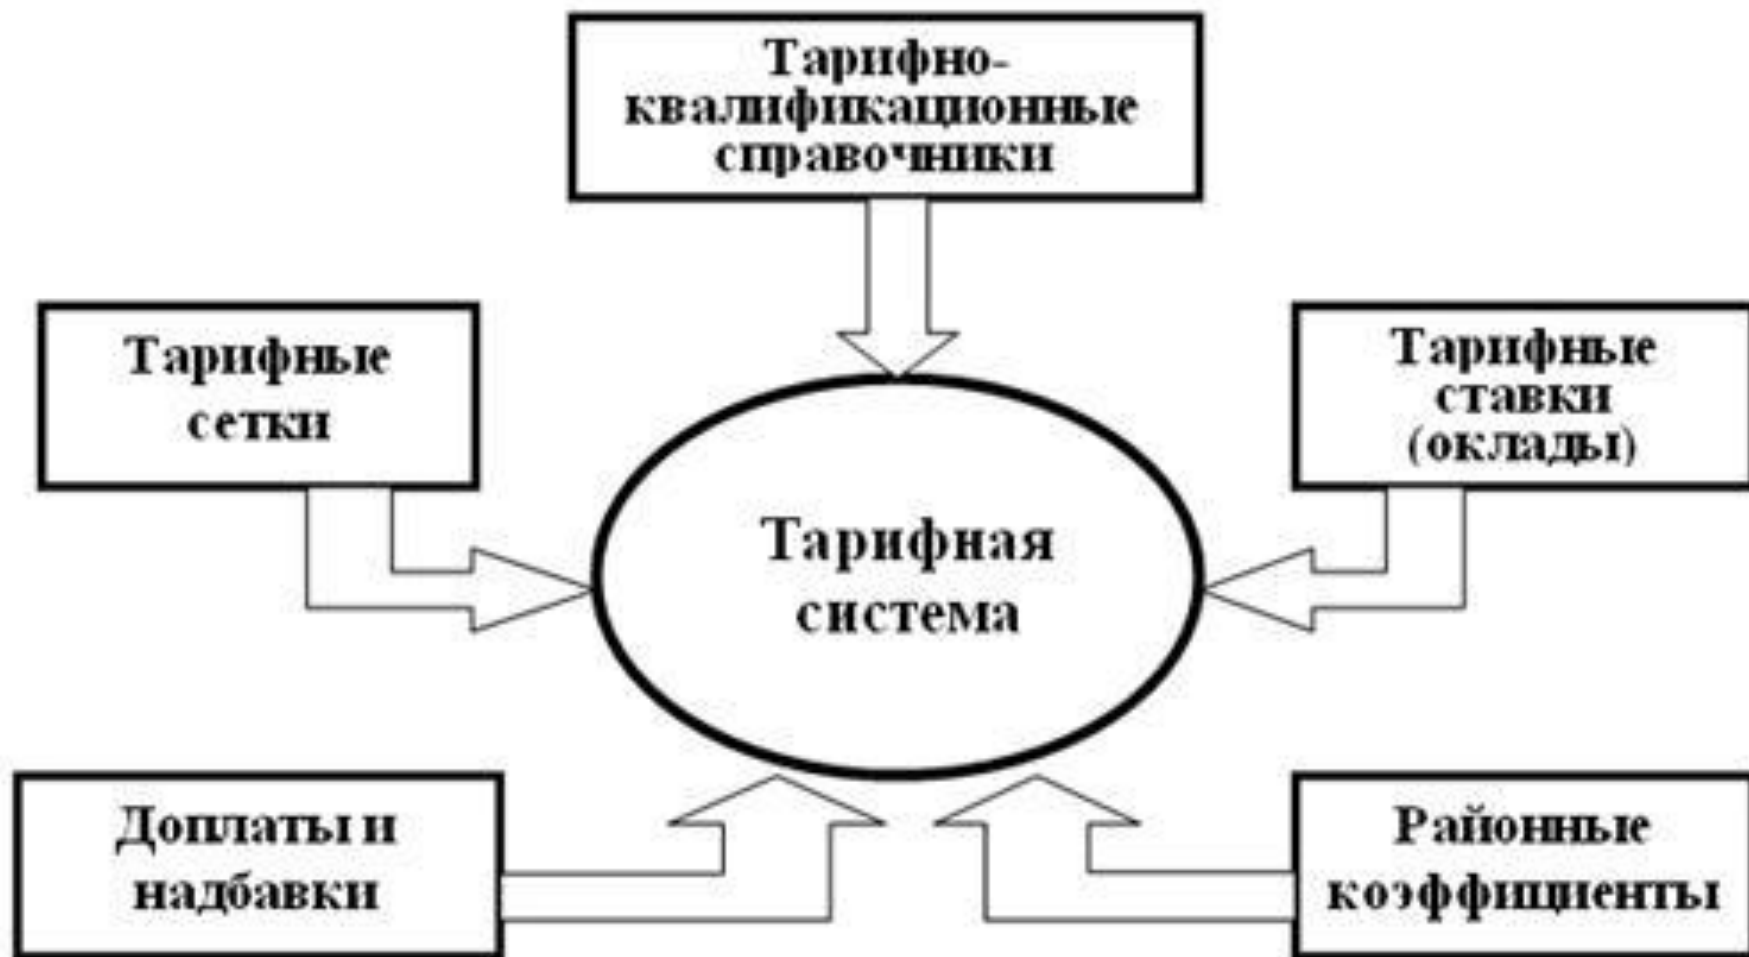 Тарифно-
квалификационные
справочники
Тарифные
сетки
Тарифные
ставки
(оклады)
Тарифная
система
Доплаты и
надбавки
Районные
коэффициенты